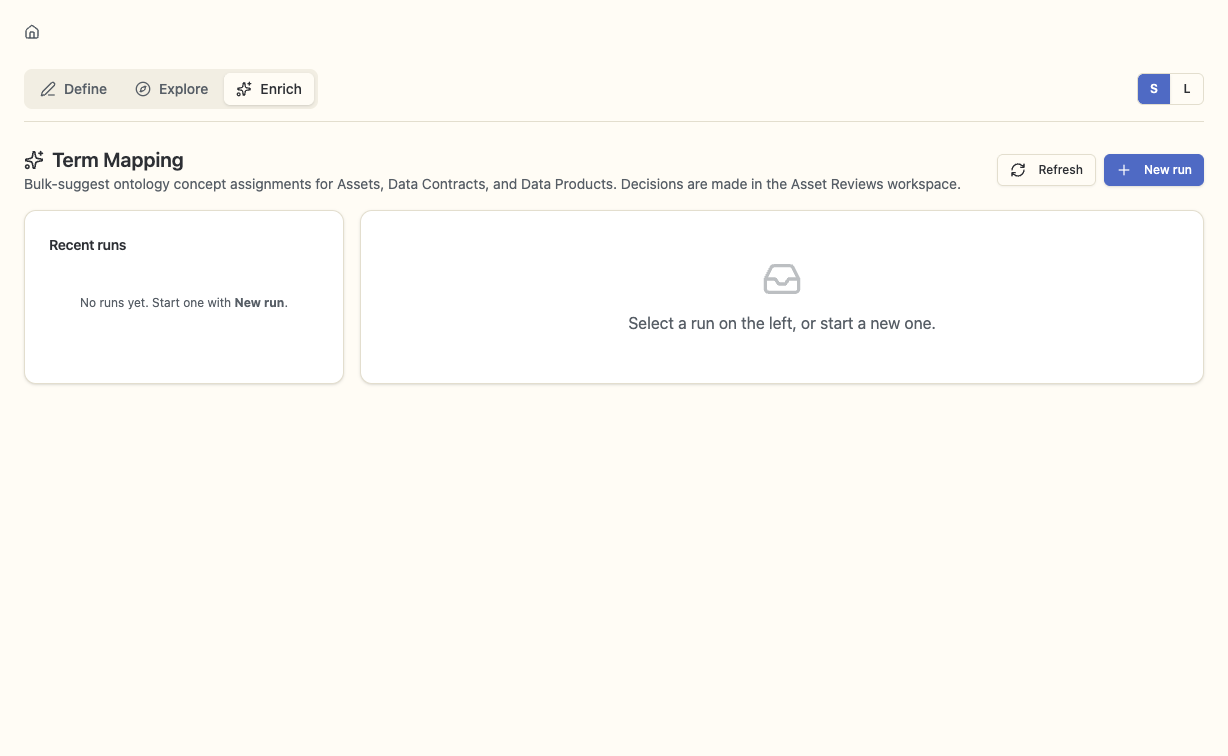 Define
Explore
Enrich
S
L
Term Mapping
Bulk-suggest ontology concept assignments for Assets, Data Contracts, and Data Products. Decisions are made in the Asset Reviews workspace.
Refresh
New run
Recent runs
No runs yet. Start one with New run.
Select a run on the left, or start a new one.